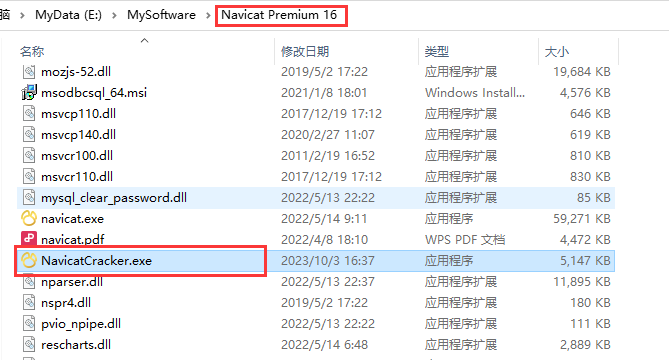 脑 > MyData (E:) > MySoftware > Navicat Premium 16
名称 修改日期 类型 大小
mozjs-52.dll 2019/5/2 17:22 应用程序扩展 19,684 KB
msodbcsql_64.msi 2021/1/8 18:01 Windows Install... 4,576 KB
msvcp110.dll 2017/12/19 17:12 应用程序扩展 646 KB
msvcp140.dll 2020/2/27 11:07 应用程序扩展 619 KB
msvcr100.dll 2011/2/19 16:52 应用程序扩展 810 KB
msvcr110.dll 2017/12/19 17:12 应用程序扩展 830 KB
mysql_clear_password.dll 2022/5/13 22:22 应用程序扩展 85 KB
navicat.exe 2022/5/14 9:11 应用程序 59,271 KB
navicat.pdf 2022/4/8 18:10 WPS PDF 文档 4,472 KB
NavicatCracker.exe 2023/10/3 16:37 应用程序 5,147 KB
nparser.dll 2022/5/13 22:37 应用程序扩展 11,895 KB
nspr4.dll 2019/5/2 17:22 应用程序扩展 180 KB
pvio_npipe.dll 2022/5/13 22:22 应用程序扩展 111 KB
rescharts.dll 2022/5/14 6:48 应用程序扩展 2,889 KB